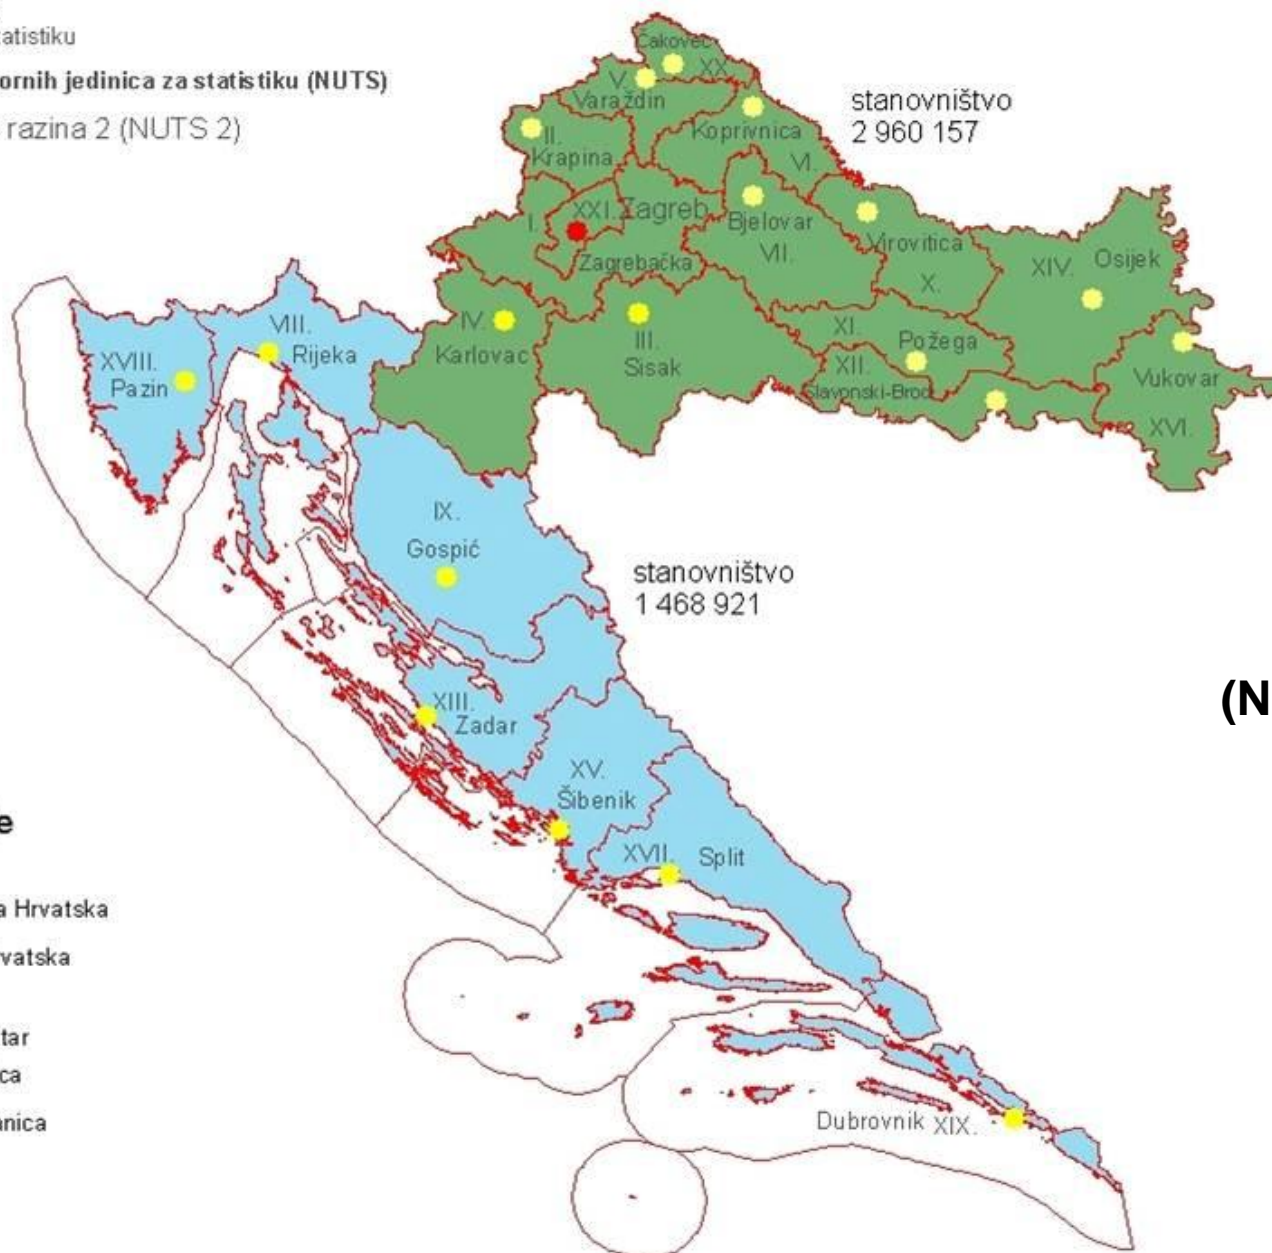 atistiku
ornih jedinica za statistiku (NUTS)
razina 2 (NUTS 2)
Čakovec
XX.
V.
Varaždin
stanovništvo
2 960 157
Koprivnica
VI.
II.
Krapina
I.
XXI.
Zagreb
Zagrebačka
Bjelovar
VII.
Virovitica
X.
XIV.
Osijek
IV.
Karlovac
III.
Sisak
XI.
Požega
XII.
Slavonski-Brod
Vukovar
XVI.
VIII.
Rijeka
XVIII.
Pazin
IX.
Gospić
stanovništvo
1 468 921
(N
XIII.
Zadar
XV.
Šibenik
XVII.
Split
e
a Hrvatska
vatska
tar
ca
anica
Dubrovnik XIX.